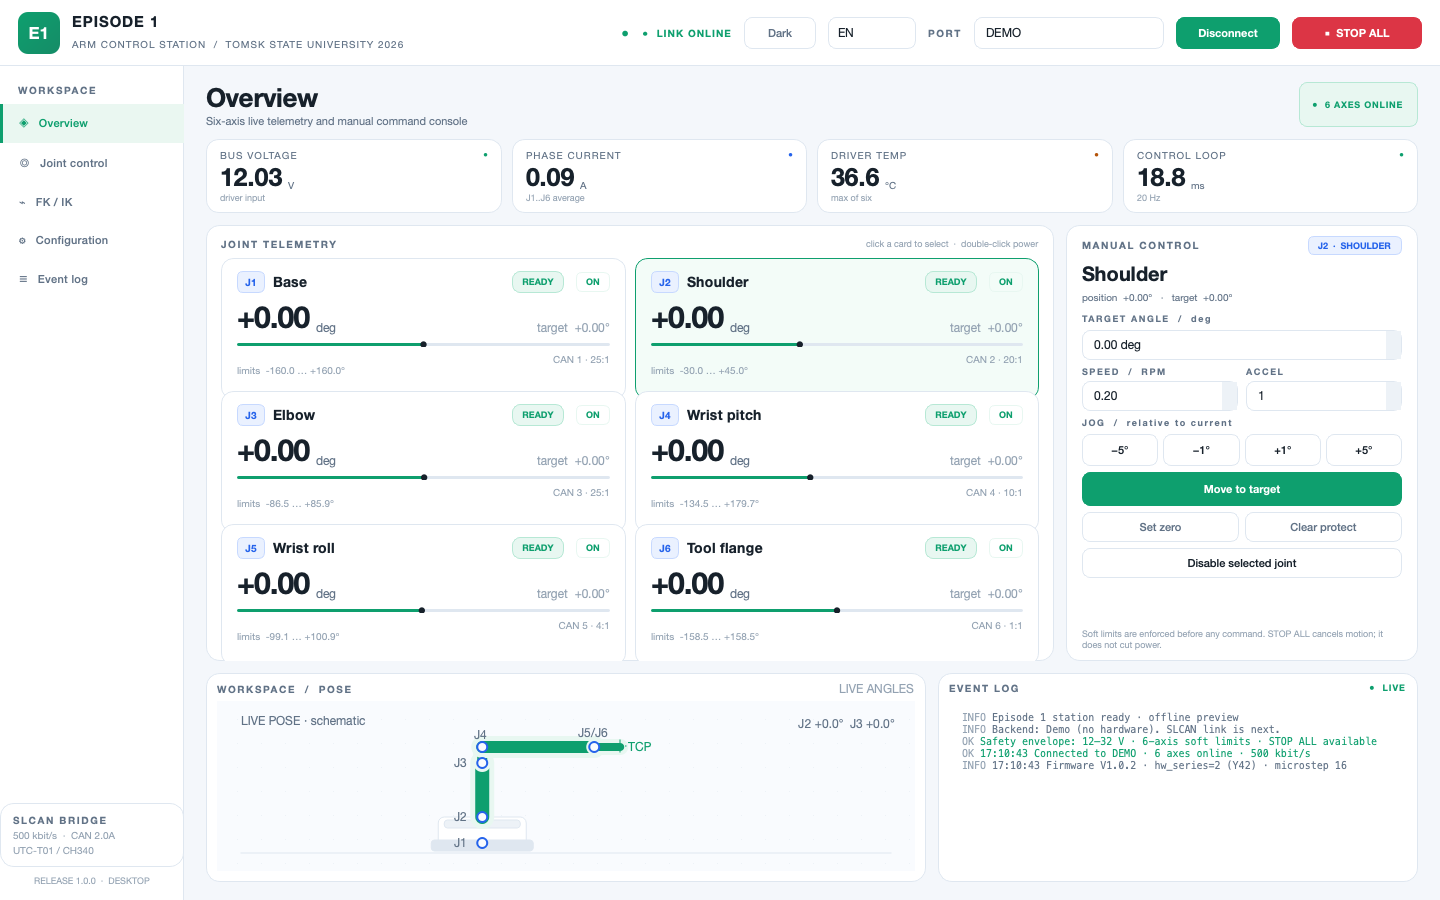 E1
EPISODE 1
ARM CONTROL STATION / TOMSK STATE UNIVERSITY 2026
LINK ONLINE
Dark
EN
PORT
DEMO
Disconnect
STOP ALL
WORKSPACE
Overview
Joint control
FK / IK
Configuration
Event log
SLCAN BRIDGE
500 kbit/s · CAN 2.0A
UTC-T01 / CH340
RELEASE 1.0.0 · DESKTOP
Overview
Six-axis live telemetry and manual command console
6 AXES ONLINE
BUS VOLTAGE
12.03 V
driver input
PHASE CURRENT
0.09 A
J1..J6 average
DRIVER TEMP
36.6 °C
max of six
CONTROL LOOP
18.8 ms
20 Hz
JOINT TELEMETRY
click a card to select · double-click power
J1 Base READY ON
+0.00 deg target +0.00°
CAN 1 · 25:1
limits -160.0 ... +160.0°
J2 Shoulder READY ON
+0.00 deg target +0.00°
CAN 2 · 20:1
limits -30.0 ... +45.0°
J3 Elbow READY ON
+0.00 deg target +0.00°
CAN 3 · 25:1
limits -86.5 ... +85.9°
J4 Wrist pitch READY ON
+0.00 deg target +0.00°
CAN 4 · 10:1
limits -134.5 ... +179.7°
J5 Wrist roll READY ON
+0.00 deg target +0.00°
CAN 5 · 4:1
limits -99.1 ... +100.9°
J6 Tool flange READY ON
+0.00 deg target +0.00°
CAN 6 · 1:1
limits -158.5 ... +158.5°
MANUAL CONTROL
J2 · SHOULDER
Shoulder
position +0.00° · target +0.00°
TARGET ANGLE / deg
0.00 deg
SPEED / RPM
ACCEL
0.20
1
JOG / relative to current
−5°
−1°
+1°
+5°
Move to target
Set zero
Clear protect
Disable selected joint
Soft limits are enforced before any command. STOP ALL cancels motion; it
does not cut power.
WORKSPACE / POSE
LIVE ANGLES
LIVE POSE · schematic
J2 +0.0° J3 +0.0°
J4
J5/J6
TCP
J3
J2
J1
EVENT LOG
LIVE
INFO Episode 1 station ready · offline preview
INFO Backend: Demo (no hardware). SLCAN link is next.
OK Safety envelope: 12–32 V · 6-axis soft limits · STOP ALL available
OK 17:10:43 Connected to DEMO · 6 axes online · 500 kbit/s
INFO 17:10:43 Firmware V1.0.2 · hw_series=2 (Y42) · microstep 16